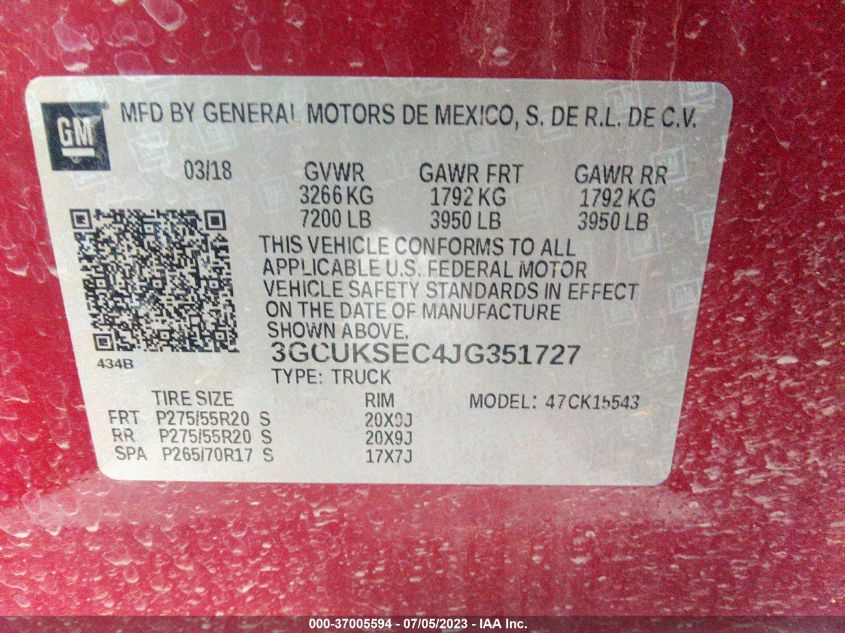 GM
MFD BY GENERAL MOTORS DE MEXICO, S. DE R.L. DE C.V.
03/18 GVWR GAWR FRT GAWR RR
3266 KG 1792 KG 1792 KG
7200 LB 3950 LB 3950 LB
THIS VEHICLE CONFORMS TO ALL
APPLICABLE U.S. FEDERAL MOTOR
VEHICLE SAFETY STANDARDS IN EFFECT
ON THE DATE OF MANUFACTURE
SHOWN ABOVE.
434B
3GCUKSEC4JG351727
TYPE: TRUCK
TIRE SIZE RIM MODEL: 47CK15543
FRT P275/55R20 S 20X9J
RR P275/55R20 S 20X9J
SPA P265/70R17 S 17X7J
000-37005594 - 07/05/2023 - IAA Inc.